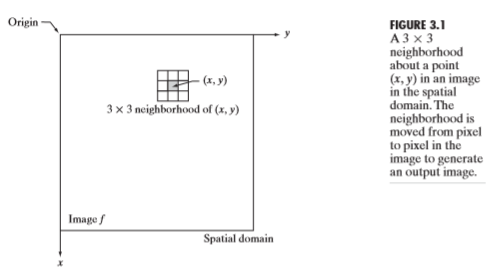 Origin
y
(x, y)
3 × 3 neighborhood of (x, y)
Image f
Spatial domain
x
FIGURE 3.1
A 3 × 3
neighborhood
about a point
(x, y) in an image
in the spatial
domain. The
neighborhood is
moved from pixel
to pixel in the
image to generate
an output image.